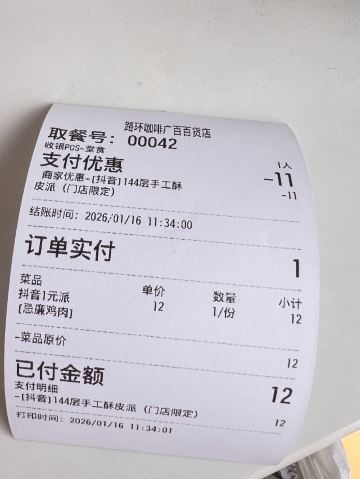 路环咖啡广百百货店
取餐号：00042
收银POS-堂食 1人
支付优惠 -11
商家优惠-[抖音]144层手工酥 -11
皮派（门店限定）
结账时间：2026/01/16 11:34:00
订单实付 1
菜品 单价 数量 小计
抖音1元派 12 1/份 12
[忌廉鸡肉]
-菜品原价 12
已付金额 12
支付明细
-[抖音]144层手工酥皮派（门店限定） 12
打印时间：2026/01/16 11:34:01